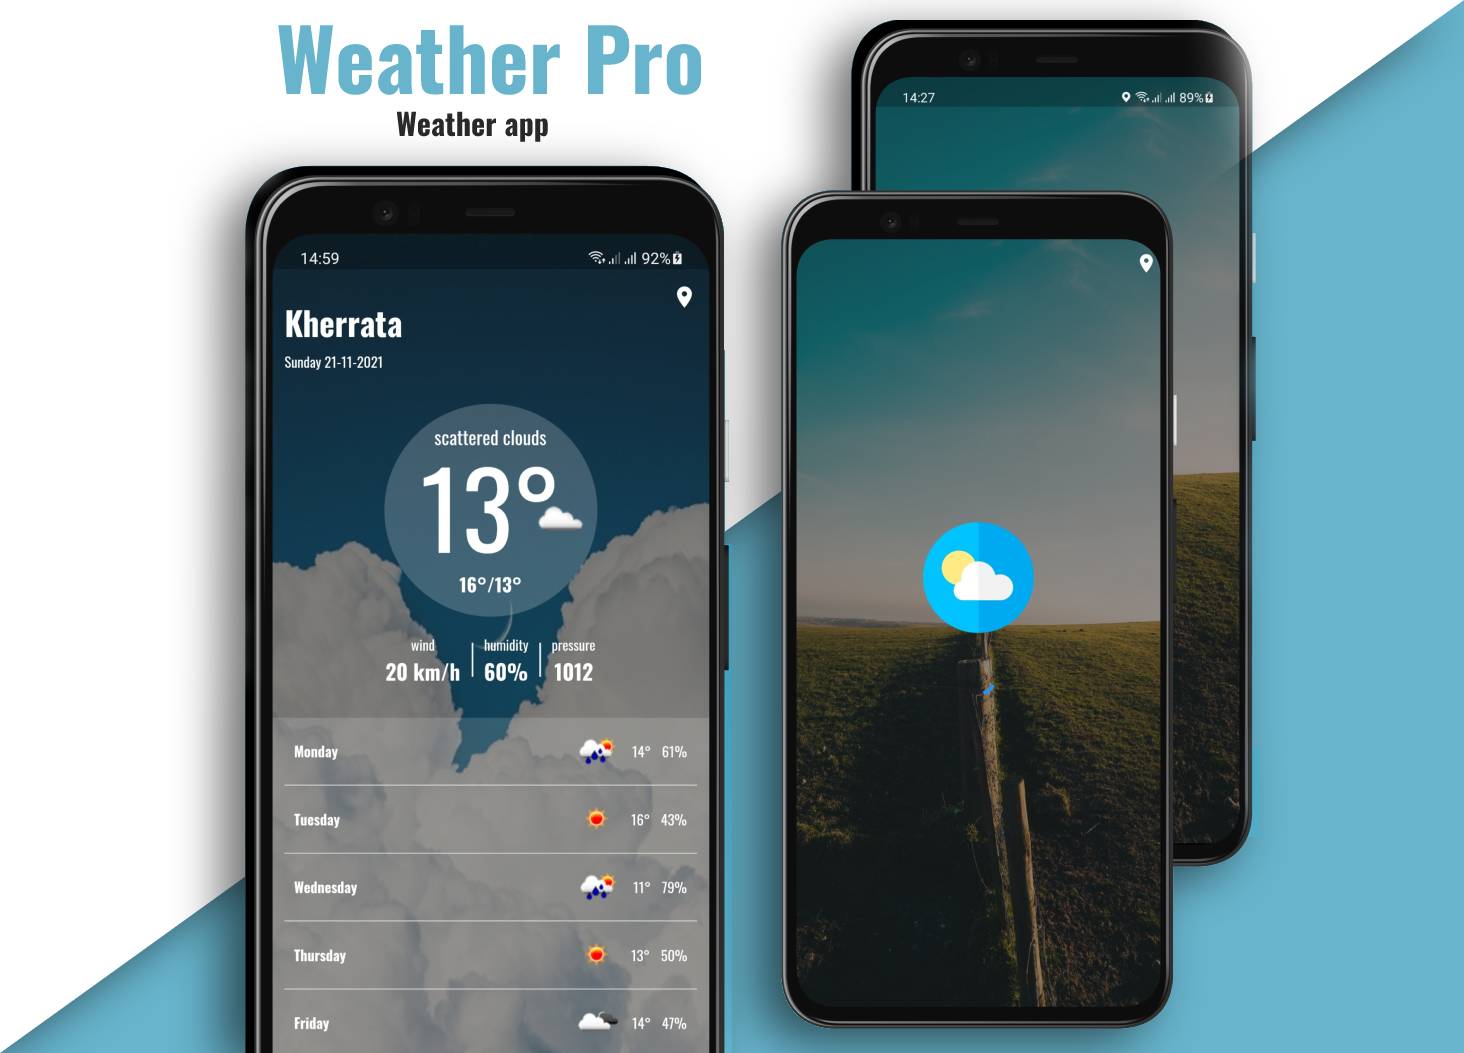 Weather Pro
Weather app
14:59 92%
Kherrata
Sunday 21-11-2021
scattered clouds
13°
16°/13°
wind humidity pressure
20 km/h 60% 1012
Monday 14° 61%
Tuesday 16° 43%
Wednesday 11° 79%
Thursday 13° 50%
Friday 14° 47%
14:27 89%